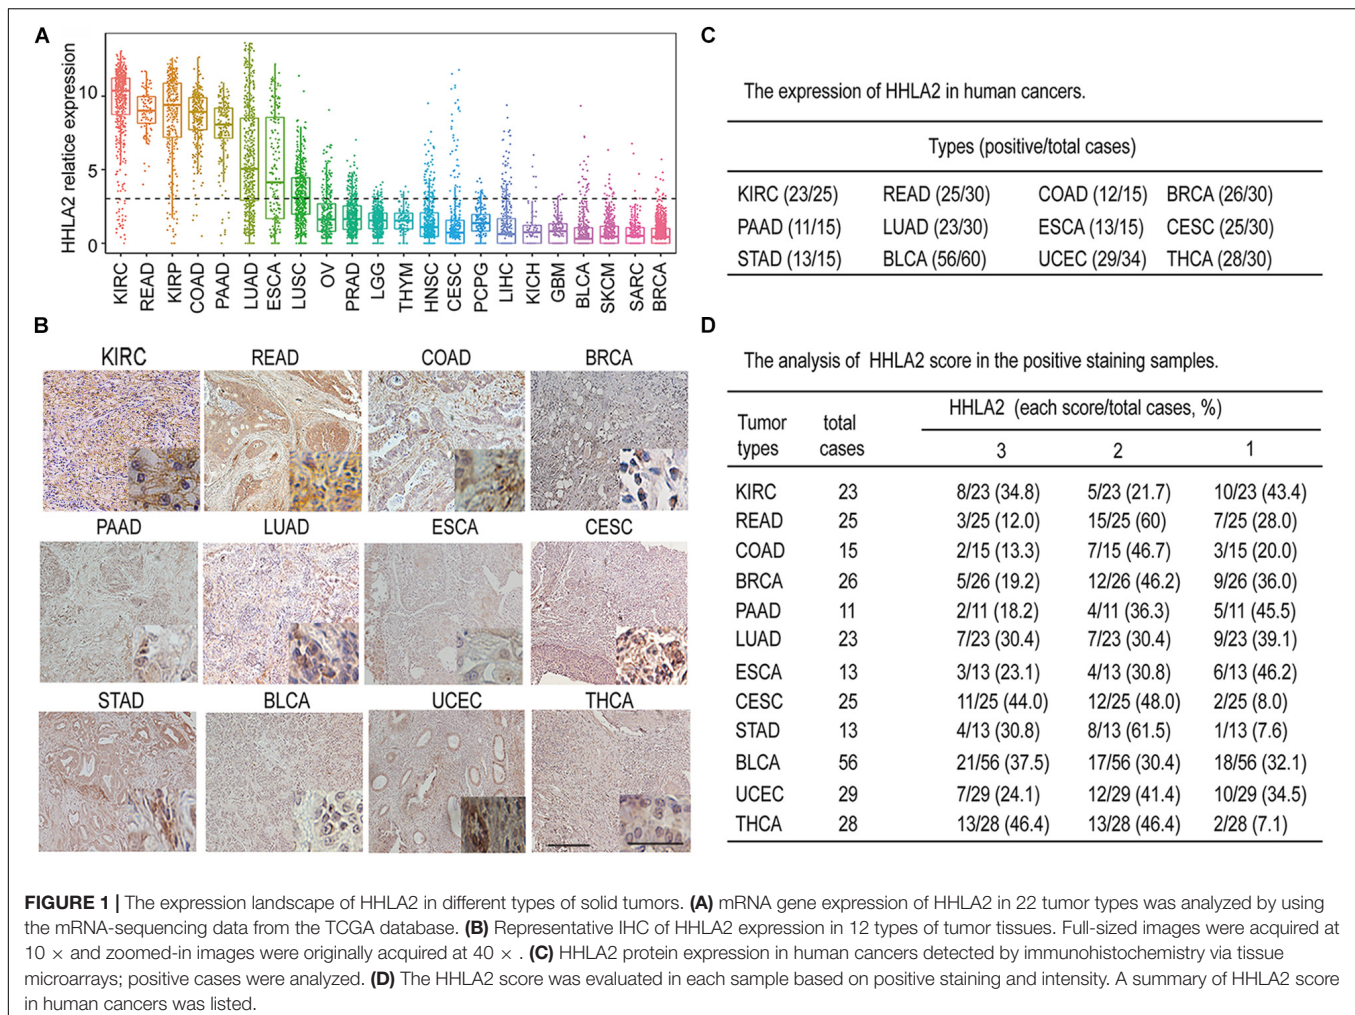 A
HHLA2 relative expression
10
5
0
KIRC
READ
KIRP
COAD
PAAD
LUAD
ESCA
LUSC
OV
PRAD
LGG
THYM
HNSC
CESC
PCPG
LIHC
KICH
GBM
BLCA
SKCM
SARC
BRCA
B
KIRC READ COAD BRCA
PAAD LUAD ESCA CESC
STAD BLCA UCEC THCA
C
The expression of HHLA2 in human cancers.
Types (positive/total cases)
KIRC (23/25) READ (25/30) COAD (12/15) BRCA (26/30)
PAAD (11/15) LUAD (23/30) ESCA (13/15) CESC (25/30)
STAD (13/15) BLCA (56/60) UCEC (29/34) THCA (28/30)
D
The analysis of HHLA2 score in the positive staining samples.
Tumor types total cases HHLA2 (each score/total cases, %)
3 2 1
KIRC 23 8/23 (34.8) 5/23 (21.7) 10/23 (43.4)
READ 25 3/25 (12.0) 15/25 (60) 7/25 (28.0)
COAD 15 2/15 (13.3) 7/15 (46.7) 3/15 (20.0)
BRCA 26 5/26 (19.2) 12/26 (46.2) 9/26 (36.0)
PAAD 11 2/11 (18.2) 4/11 (36.3) 5/11 (45.5)
LUAD 23 7/23 (30.4) 7/23 (30.4) 9/23 (39.1)
ESCA 13 3/13 (23.1) 4/13 (30.8) 6/13 (46.2)
CESC 25 11/25 (44.0) 12/25 (48.0) 2/25 (8.0)
STAD 13 4/13 (30.8) 8/13 (61.5) 1/13 (7.6)
BLCA 56 21/56 (37.5) 17/56 (30.4) 18/56 (32.1)
UCEC 29 7/29 (24.1) 12/29 (41.4) 10/29 (34.5)
THCA 28 13/28 (46.4) 13/28 (46.4) 2/28 (7.1)
FIGURE 1 | The expression landscape of HHLA2 in different types of solid tumors. (A) mRNA gene expression of HHLA2 in 22 tumor types was analyzed by using
the mRNA-sequencing data from the TCGA database. (B) Representative IHC of HHLA2 expression in 12 types of tumor tissues. Full-sized images were acquired at
10 × and zoomed-in images were originally acquired at 40 × . (C) HHLA2 protein expression in human cancers detected by immunohistochemistry via tissue
microarrays; positive cases were analyzed. (D) The HHLA2 score was evaluated in each sample based on positive staining and intensity. A summary of HHLA2 score
in human cancers was listed.